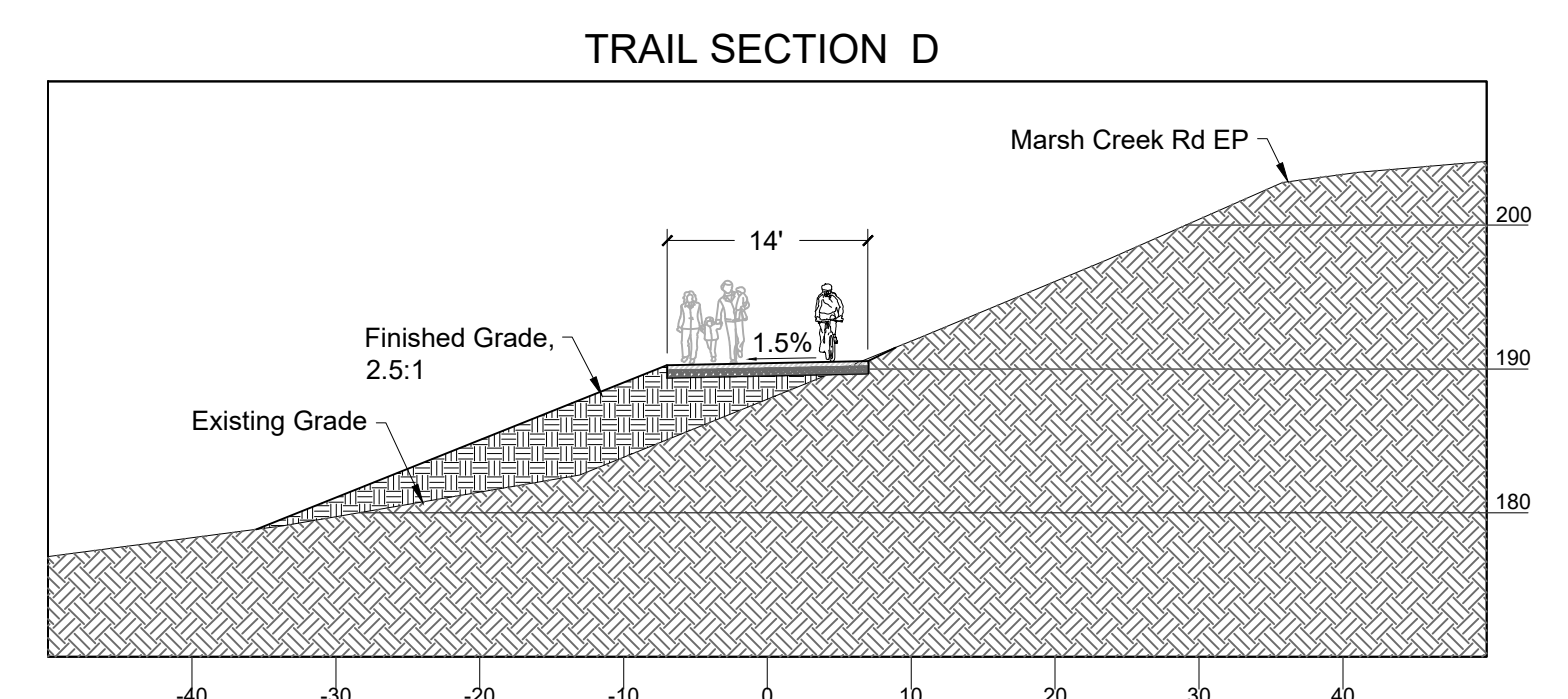 TRAIL SECTION D
Marsh Creek Rd EP
200
14'
Finished Grade,
2.5:1
1.5%
190
Existing Grade
180
-40 -30 -20 -10 0 10 20 30 40